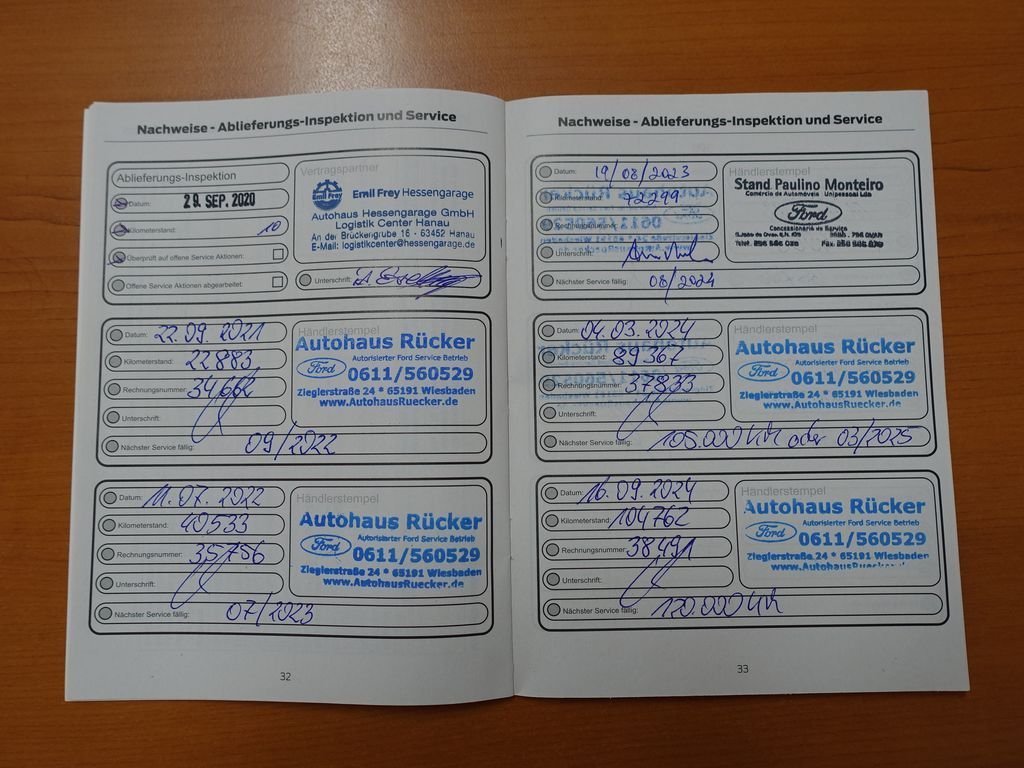 Nachweise - Ablieferungs-Inspektion und Service
Ablieferungs-Inspektion
Datum: 29. SEP. 2020
Kilometerstand: 10
Überprüft auf offene Service Aktionen:
Offene Service Aktionen abgearbeitet:
Vertragspartner
Emil Frey Emil Frey Hessengarage
Autohaus Hessengarage GmbH
Logistik Center Hanau
An der Brückengrube 16 - 63452 Hanau
E-Mail: logistikcenter@hessengarage.de
Unterschrift:
Datum: 22.09.2021
Kilometerstand: 22883
Rechnungsnummer: 34662
Unterschrift:
Nächster Service fällig: 09/2022
Händlerstempel
Autohaus Rücker
Ford Autorisierter Ford Service Betrieb
0611/560529
Zieglerstraße 24 * 65191 Wiesbaden
www.AutohausRuecker.de
Datum: 11.07.2022
Kilometerstand: 40533
Rechnungsnummer: 35756
Unterschrift:
Nächster Service fällig: 07/2023
Händlerstempel
Autohaus Rücker
Ford Autorisierter Ford Service Betrieb
0611/560529
Zieglerstraße 24 * 65191 Wiesbaden
www.AutohausRuecker.de
32
Nachweise - Ablieferungs-Inspektion und Service
Datum: 19/08/2023
Kilometerstand: 72299
Rechnungsnummer:
Unterschrift:
Nächster Service fällig: 08/2024
Händlerstempel
Stand Paulino Monteiro
Comércio de Automóveis Unipessoal Lda
Ford
Concessionário de Serviço
Datum: 04.03.2024
Kilometerstand: 89367
Rechnungsnummer: 37833
Unterschrift:
Nächster Service fällig: 105.000 km oder 03/2025
Händlerstempel
Autohaus Rücker
Ford Autorisierter Ford Service Betrieb
0611/560529
Zieglerstraße 24 * 65191 Wiesbaden
www.AutohausRuecker.de
Datum: 16.09.2024
Kilometerstand: 104762
Rechnungsnummer: 38491
Unterschrift:
Nächster Service fällig: 120.000 km
Händlerstempel
Autohaus Rücker
Ford Autorisierter Ford Service Betrieb
0611/560529
Zieglerstraße 24 * 65191 Wiesbaden
www.AutohausRuecker.d
33